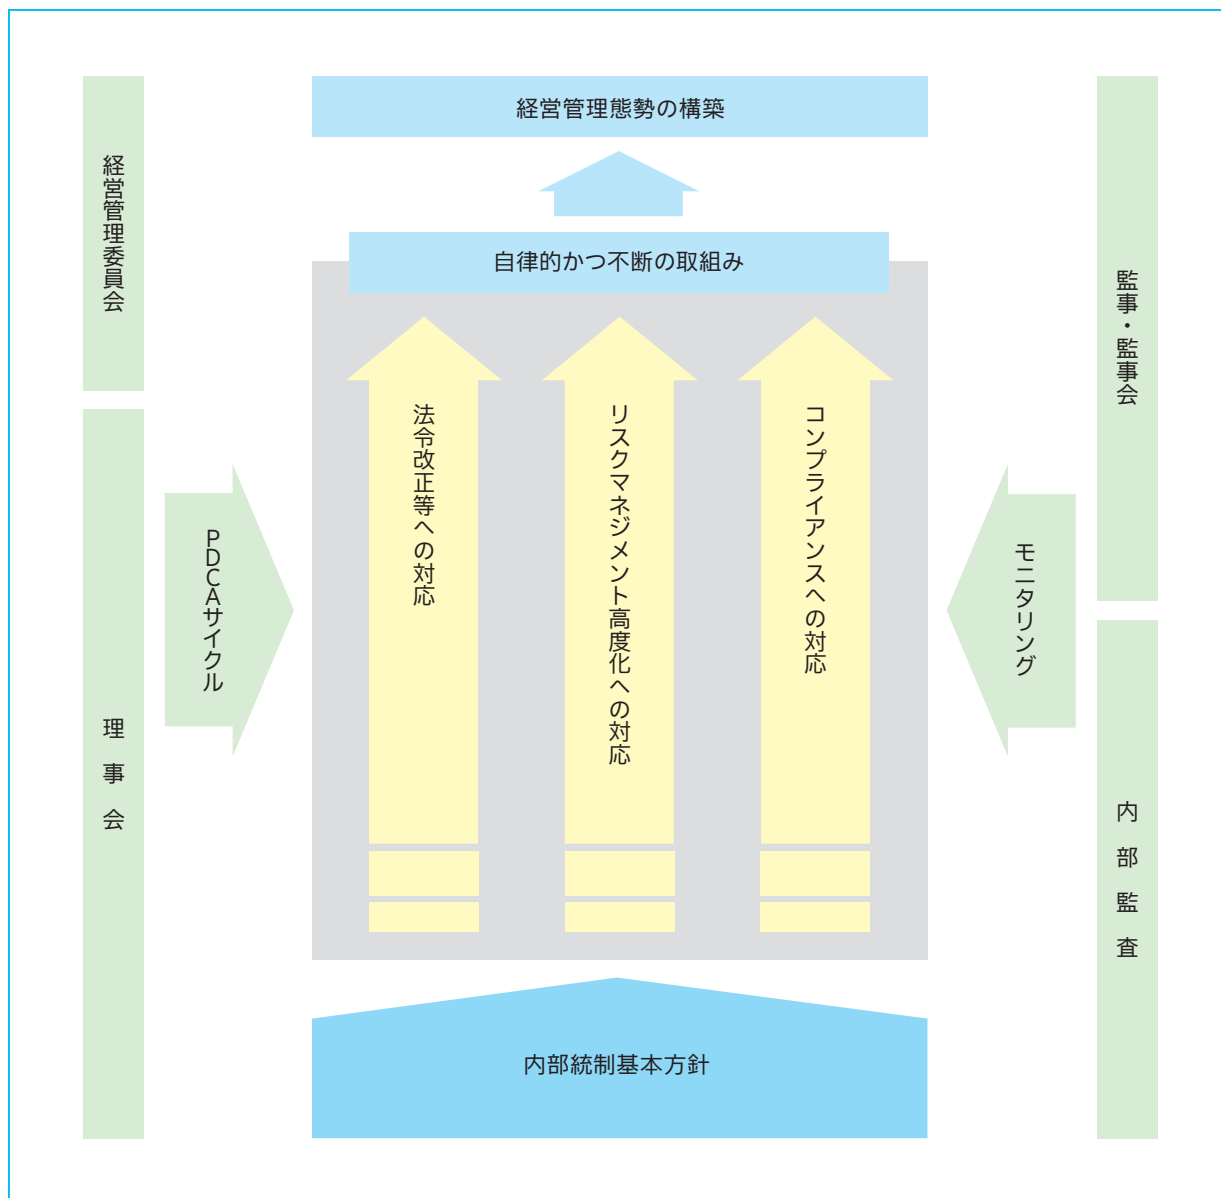 経営管理態勢の構築
自律的かつ不断の取組み
経営管理委員会
理事会
PDCAサイクル
法令改正等への対応
リスクマネジメント高度化への対応
コンプライアンスへの対応
モニタリング
監事・監事会
内部監査
内部統制基本方針